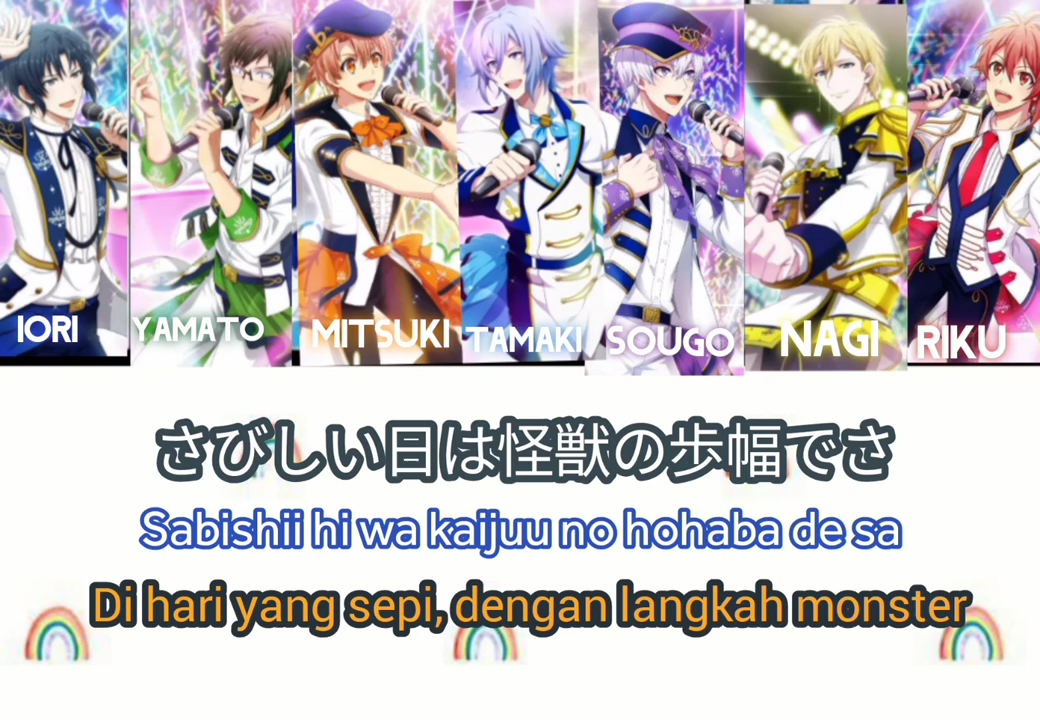 IORI YAMATO MITSUKI TAMAKI SOUGO NAGI RIKU
さびしい日は怪獣の歩幅でさ
Sabishii hi wa kaijuu no hohaba de sa
Di hari yang sepi, dengan langkah monster